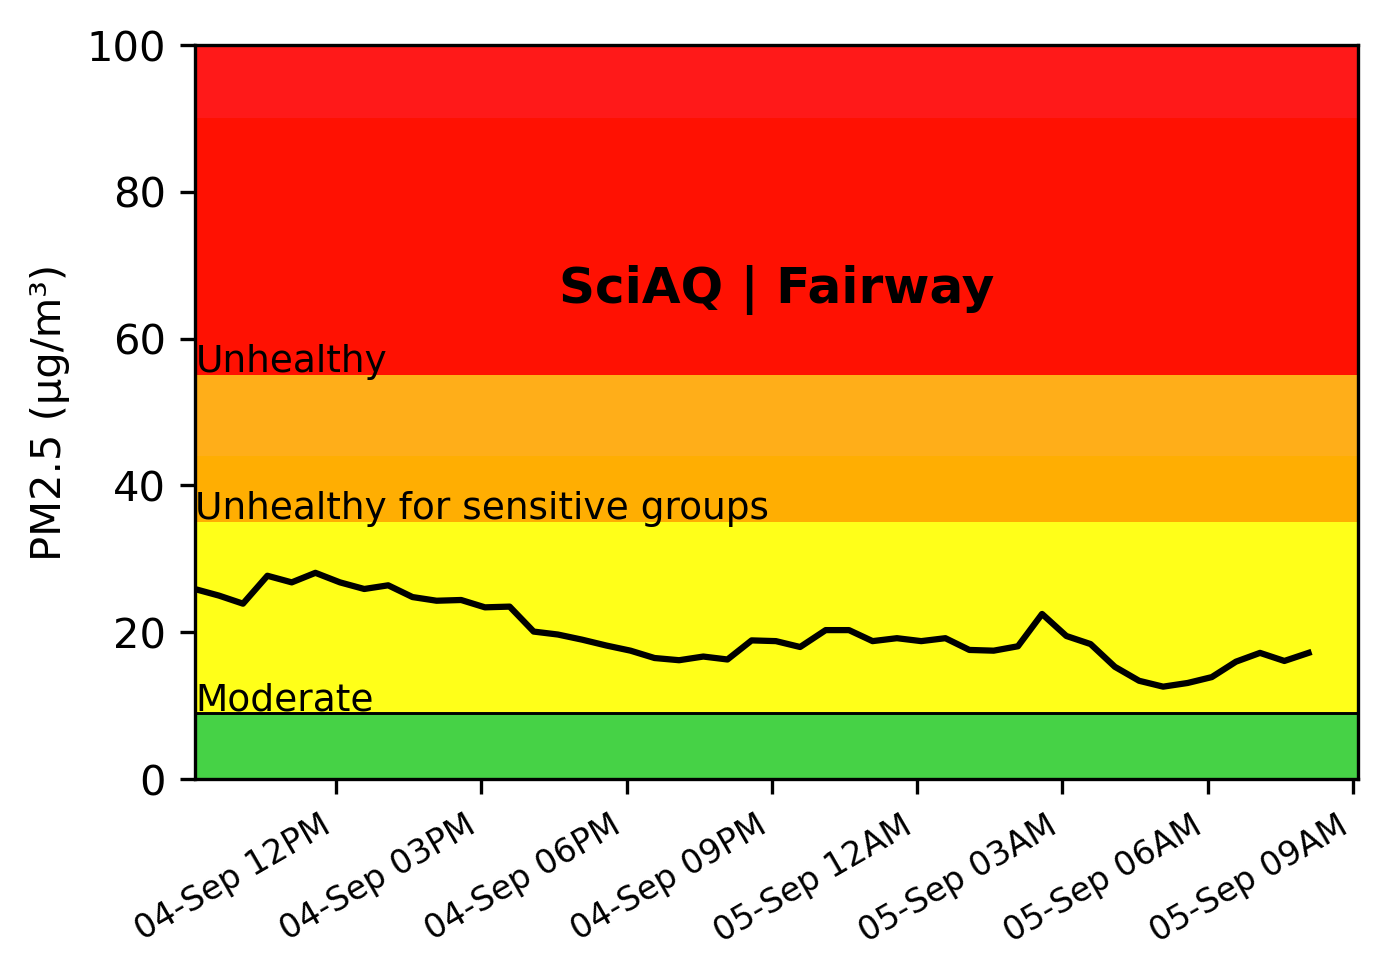 100
80
60
40
20
0
PM2.5 (µg/m³)
SciAQ | Fairway
Unhealthy
Unhealthy for sensitive groups
Moderate
04-Sep 12PM
04-Sep 03PM
04-Sep 06PM
04-Sep 09PM
05-Sep 12AM
05-Sep 03AM
05-Sep 06AM
05-Sep 09AM